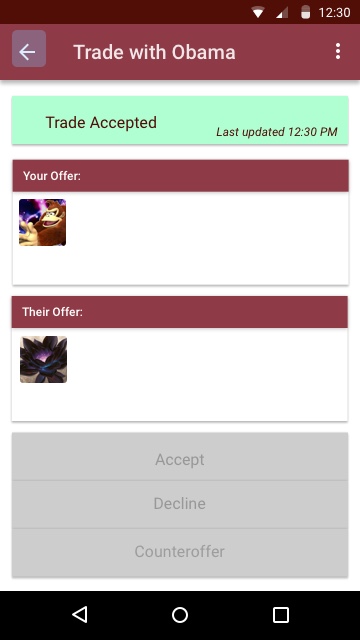 12:30
Trade with Obama
Trade Accepted
Last updated 12:30 PM
Your Offer:
Their Offer:
Accept
Decline
Counteroffer